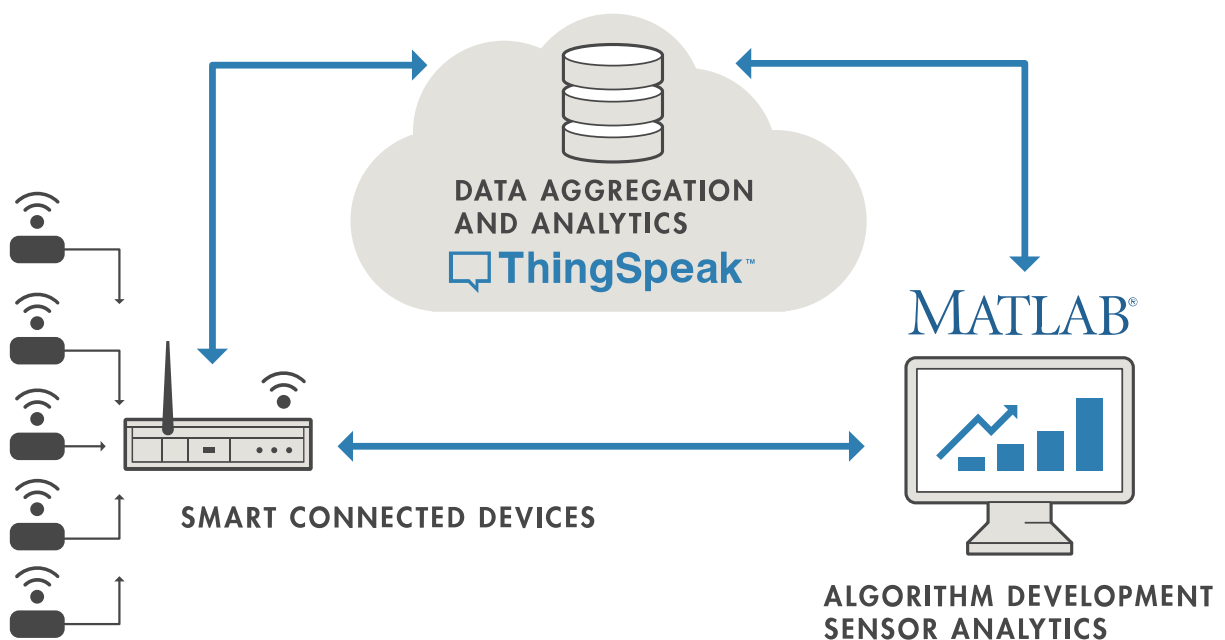 DATA AGGREGATION
AND ANALYTICS
ThingSpeak™
MATLAB®
SMART CONNECTED DEVICES
ALGORITHM DEVELOPMENT
SENSOR ANALYTICS